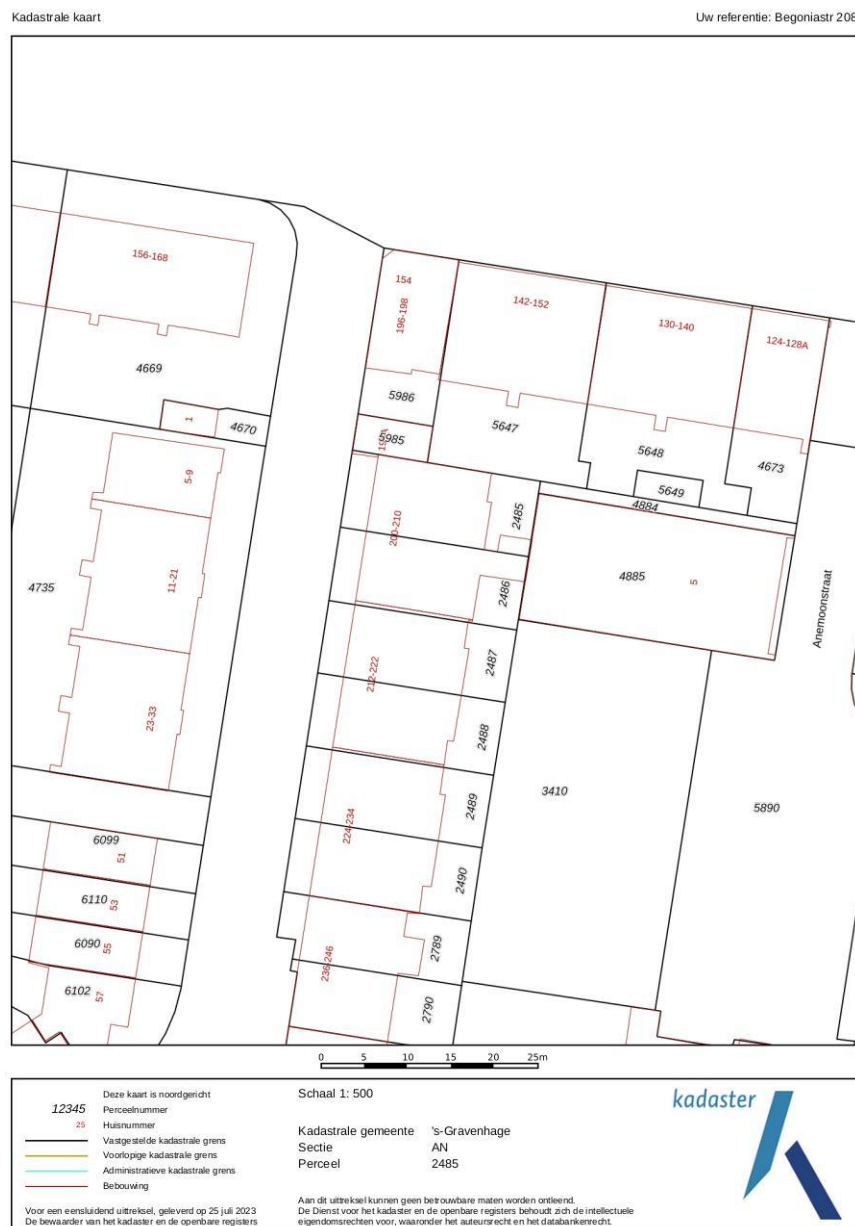 Kadastrale kaart
Uw referentie: Begoniastr 208
156-168
154
196-198
142-152
130-140
124-128A
4669
5986
1
4670
5985
5647
5648
4673
5649
4884
5-9
200-210
2485
4885
5
11-21
4735
2486
Anemoonstraat
212-222
2487
23-33
2488
2489
3410
5890
224-234
6099
51
2490
6110
53
6090
55
236-246
2789
6102
57
2790
0 5 10 15 20 25m
Deze kaart is noordgericht
12345 Perceelnummer
25 Huisnummer
Vastgestelde kadastrale grens
Voorlopige kadastrale grens
Administratieve kadastrale grens
Bebouwing
Voor een eensluidend uittreksel, geleverd op 25 juli 2023
De bewaarder van het kadaster en de openbare registers
Schaal 1: 500
Kadastrale gemeente 's-Gravenhage
Sectie AN
Perceel 2485
Aan dit uittreksel kunnen geen betrouwbare maten worden ontleend.
De Dienst voor het kadaster en de openbare registers behoudt zich de intellectuele
eigendomsrechten voor, waaronder het auteursrecht en het databankenrecht.
kadaster